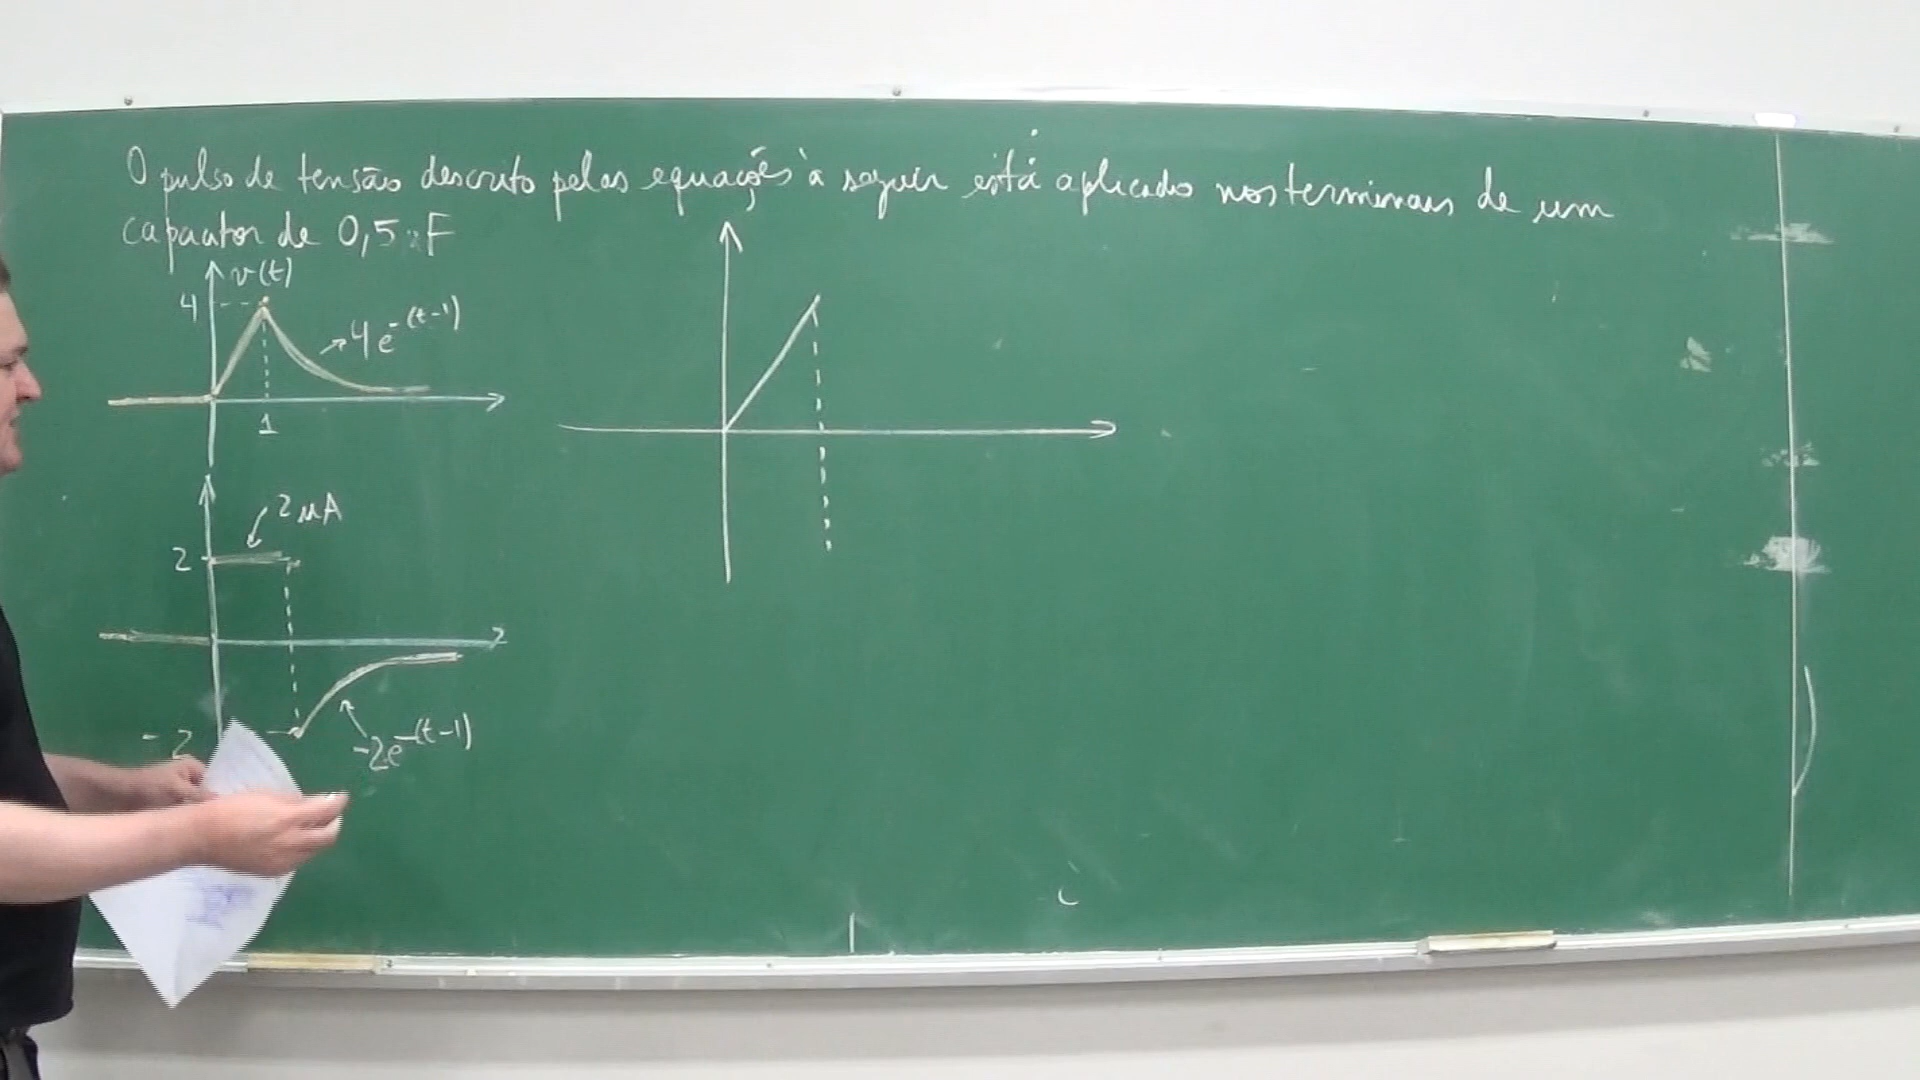 O pulso de tensão descrito pelas equações à seguir está aplicado nos terminais de um
capacitor de 0,5 F
v(t)
4
4e^-(t-1)
1
2 μA
2
-2
-2e^-(t-1)